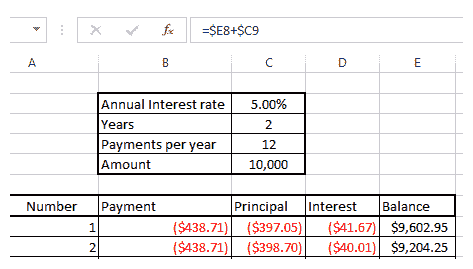 fx =$E8+$C9
A B C D E
Annual Interest rate 5.00%
Years 2
Payments per year 12
Amount 10,000
Number Payment Principal Interest Balance
1 ($438.71) ($397.05) ($41.67) $9,602.95
2 ($438.71) ($398.70) ($40.01) $9,204.25